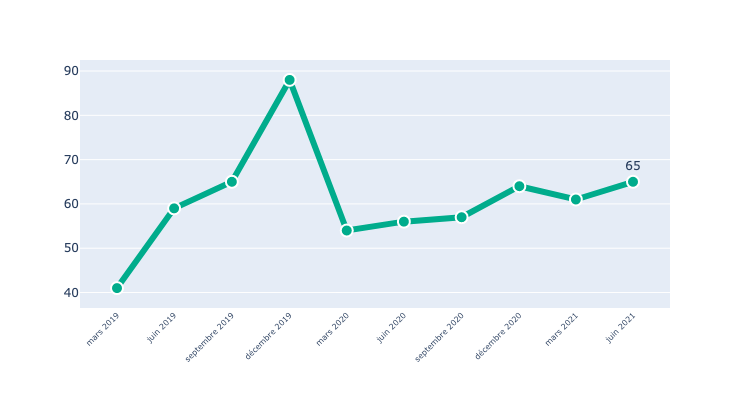 90
80
70
60
50
40
65
mars 2019
juin 2019
septembre 2019
décembre 2019
mars 2020
juin 2020
septembre 2020
décembre 2020
mars 2021
juin 2021